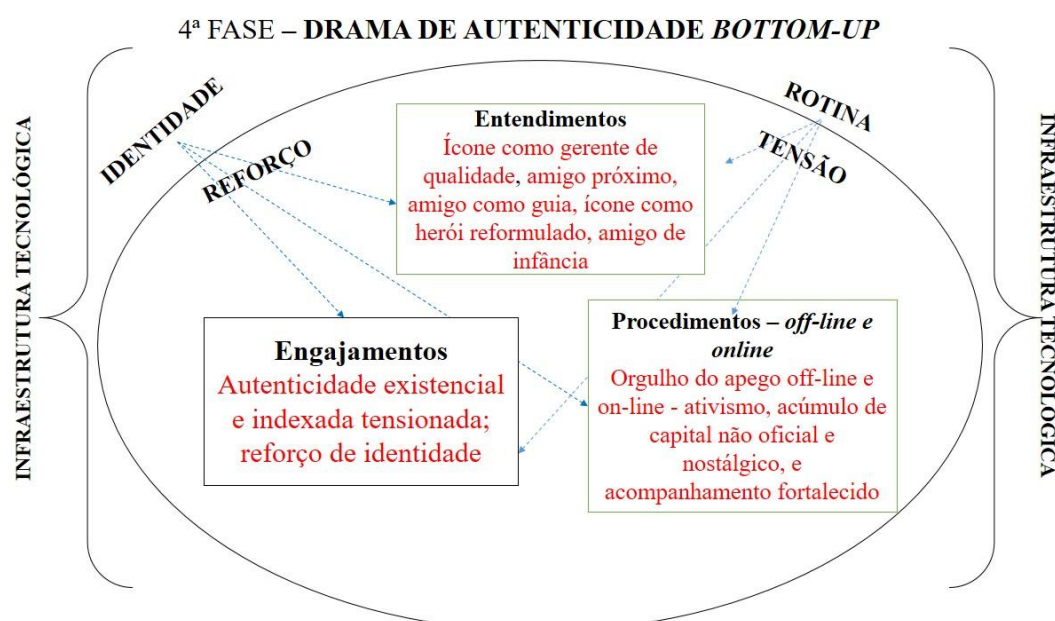 4ª FASE – DRAMA DE AUTENTICIDADE BOTTOM-UP
INFRAESTRUTURA TECNOLÓGICA
IDENTIDADE
REFORÇO
ROTINA
TENSÃO
INFRAESTRUTURA TECNOLÓGICA
Entendimentos
Ícone como gerente de
qualidade, amigo próximo,
amigo como guia, ícone como
herói reformulado, amigo de
infância
Engajamentos
Autenticidade existencial
e indexada tensionada;
reforço de identidade
Procedimentos – off-line e
online
Orgulho do apego off-line e
on-line - ativismo, acúmulo de
capital não oficial e
nostálgico, e
acompanhamento fortalecido